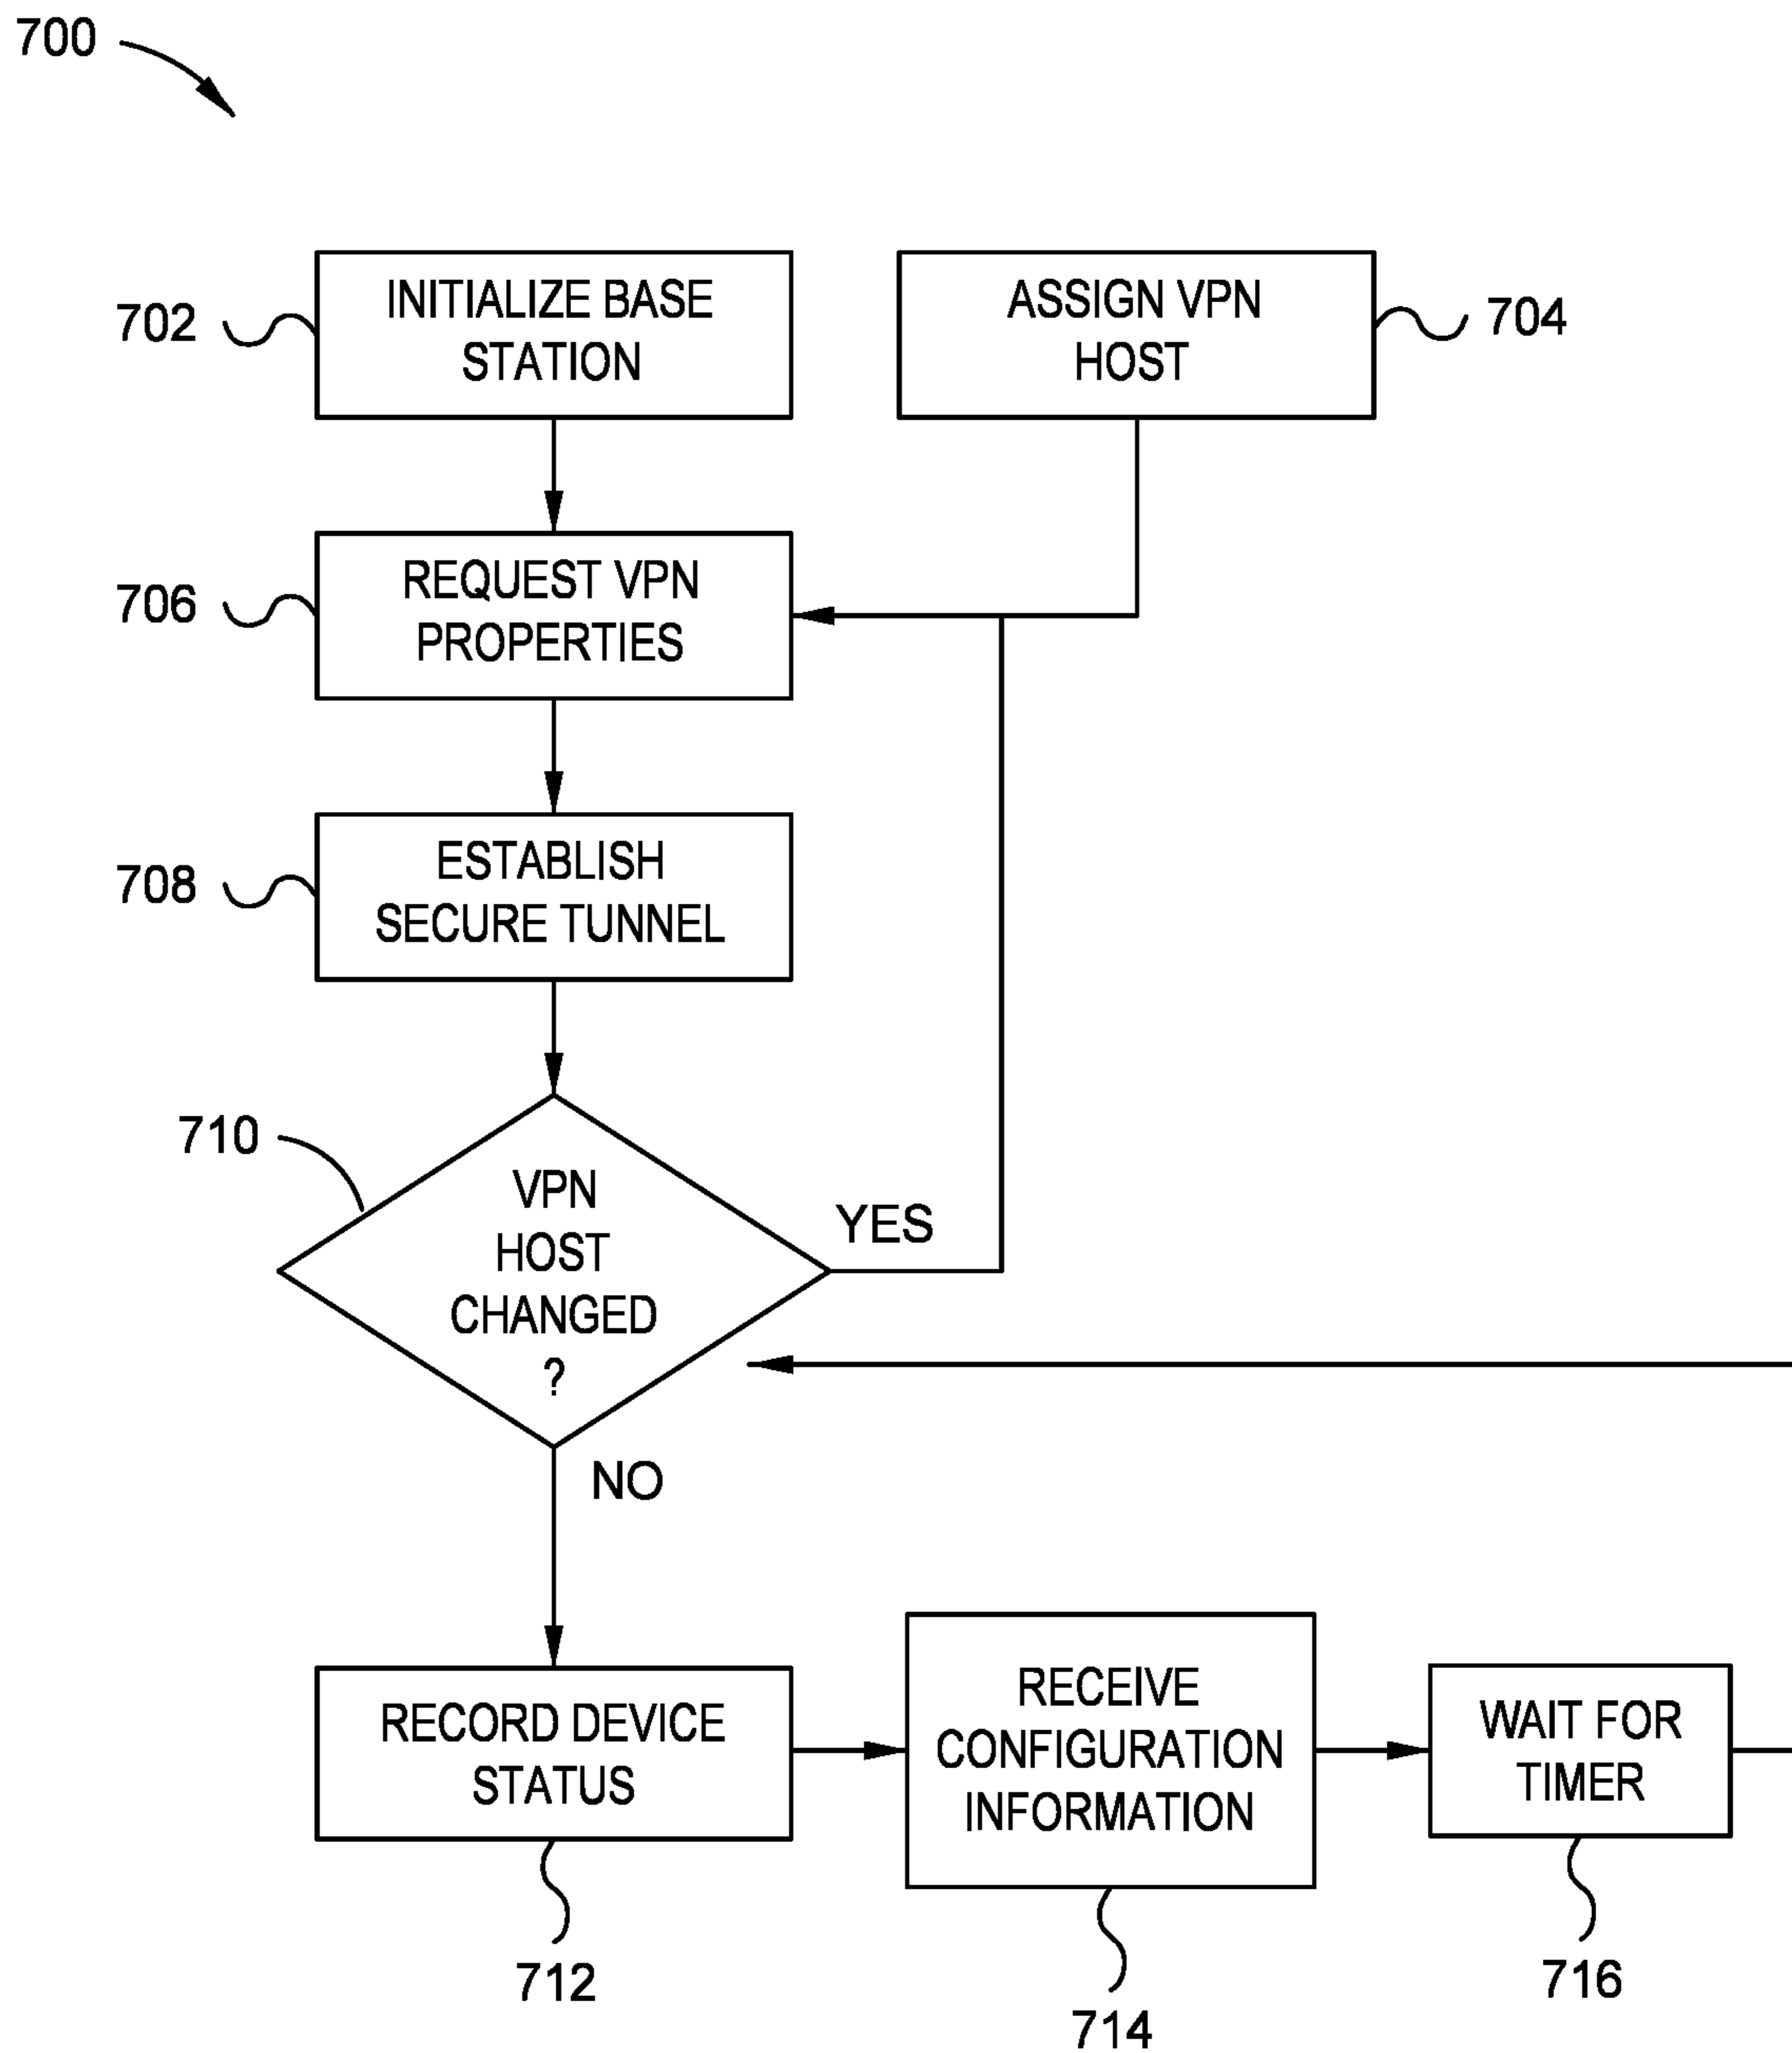 700
INITIALIZE BASE
STATION
702
ASSIGN VPN
HOST
704
REQUEST VPN
PROPERTIES
706
ESTABLISH
SECURE TUNNEL
708
710
VPN
HOST
CHANGED
?
YES
NO
RECORD DEVICE
STATUS
712
RECEIVE
CONFIGURATION
INFORMATION
714
WAIT FOR
TIMER
716